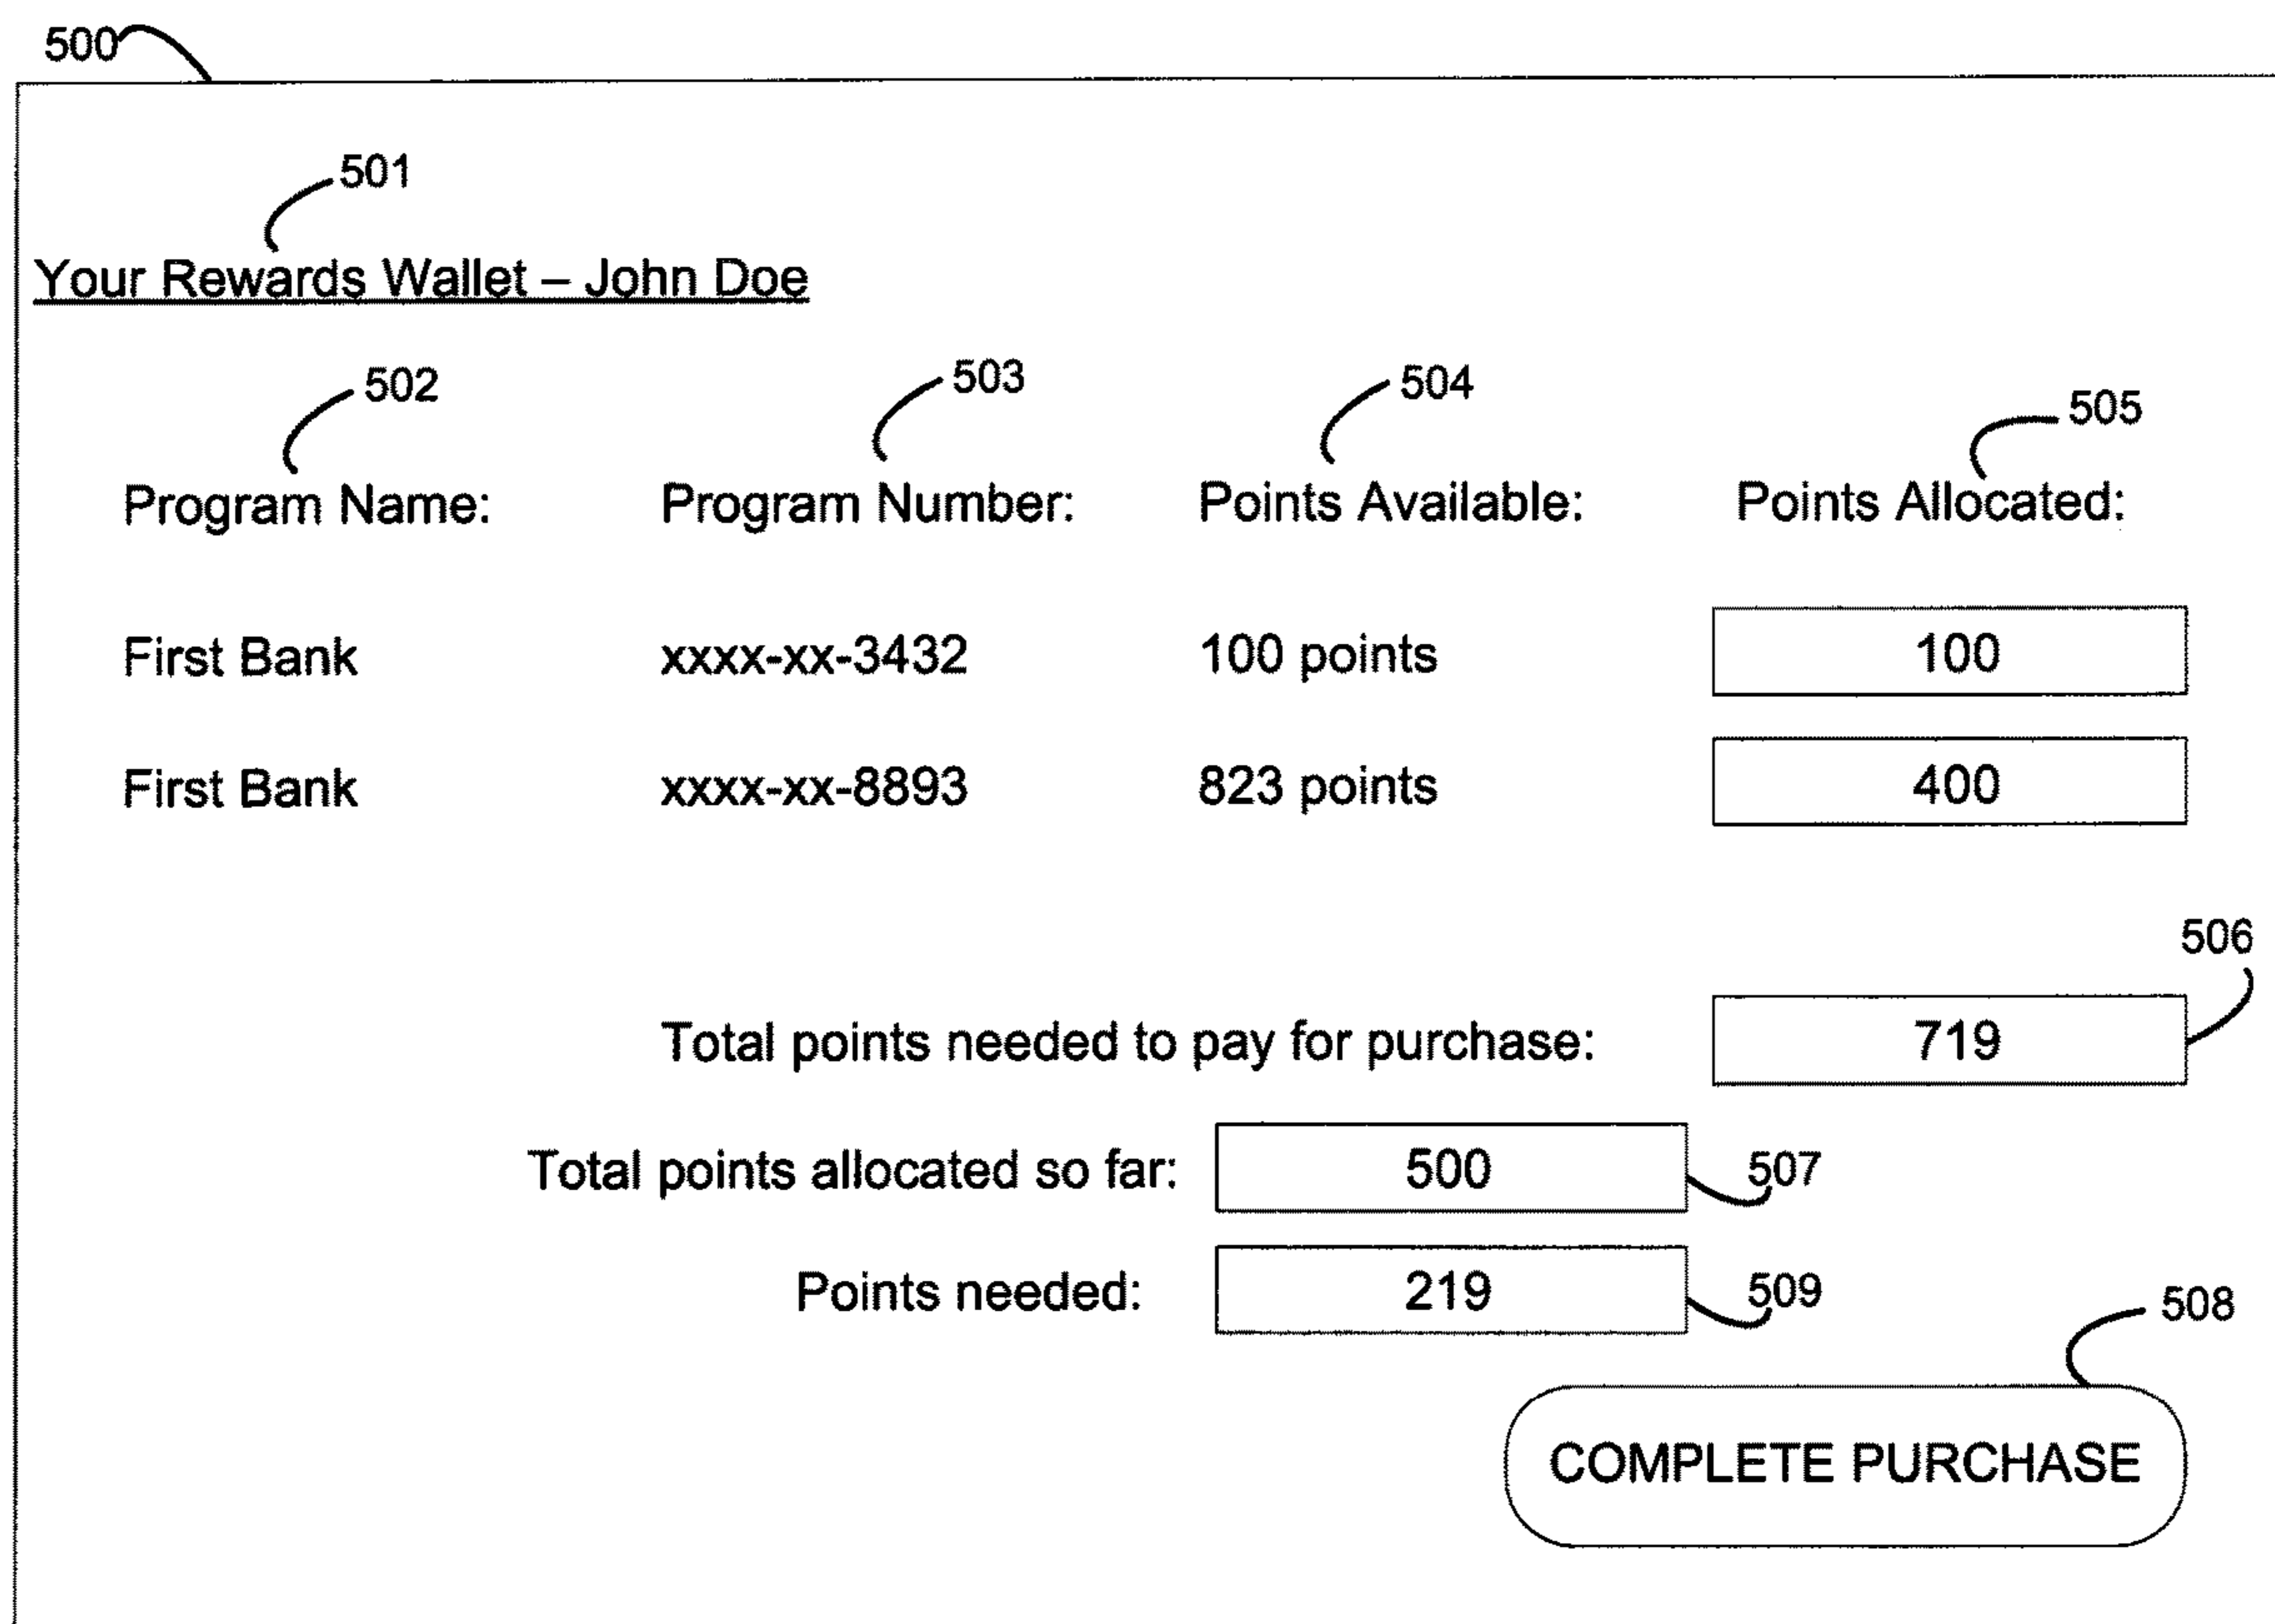 500
501
Your Rewards Wallet – John Doe
502 503 504 505
Program Name: Program Number: Points Available: Points Allocated:
First Bank xxxx-xx-3432 100 points 100
First Bank xxxx-xx-8893 823 points 400
506
Total points needed to pay for purchase: 719
Total points allocated so far: 500 507
Points needed: 219 509
508
COMPLETE PURCHASE